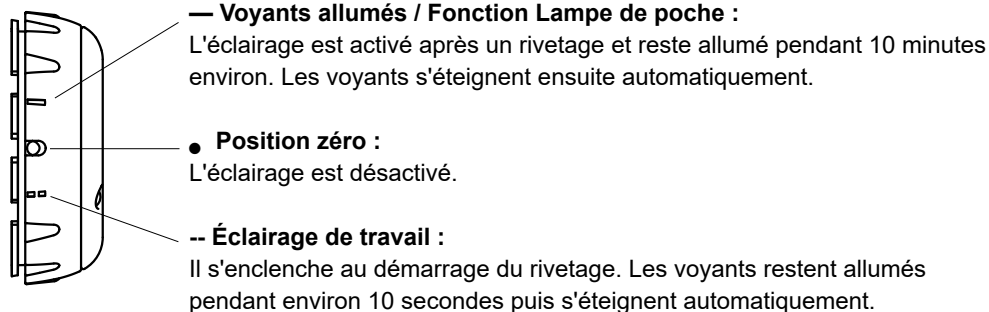 — Voyants allumés / Fonction Lampe de poche :
L'éclairage est activé après un rivetage et reste allumé pendant 10 minutes
environ. Les voyants s'éteignent ensuite automatiquement.
● Position zéro :
L'éclairage est désactivé.
-- Éclairage de travail :
Il s'enclenche au démarrage du rivetage. Les voyants restent allumés
pendant environ 10 secondes puis s'éteignent automatiquement.